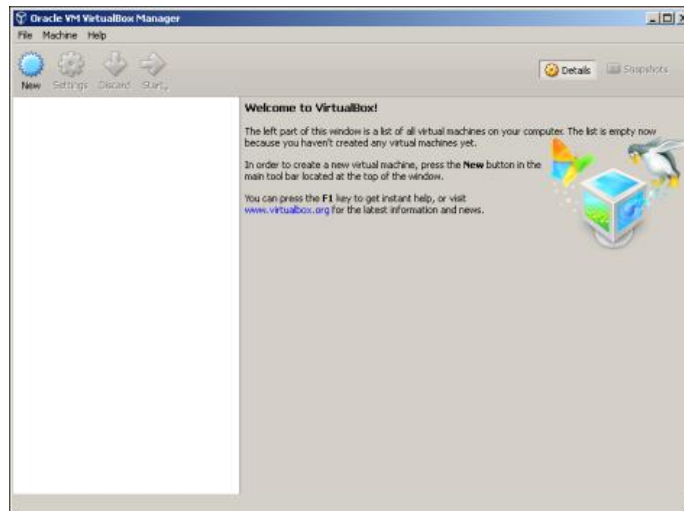 Oracle VM VirtualBox Manager
File Machine Help
New Settings Discard Start
Details Snapshots
Welcome to VirtualBox!
The left part of this window is a list of all virtual machines on your computer. The list is empty now
because you haven't created any virtual machines yet.
In order to create a new virtual machine, press the New button in the
main tool bar located at the top of the window.
You can press the F1 key to get instant help, or visit
www.virtualbox.org for the latest information and news.